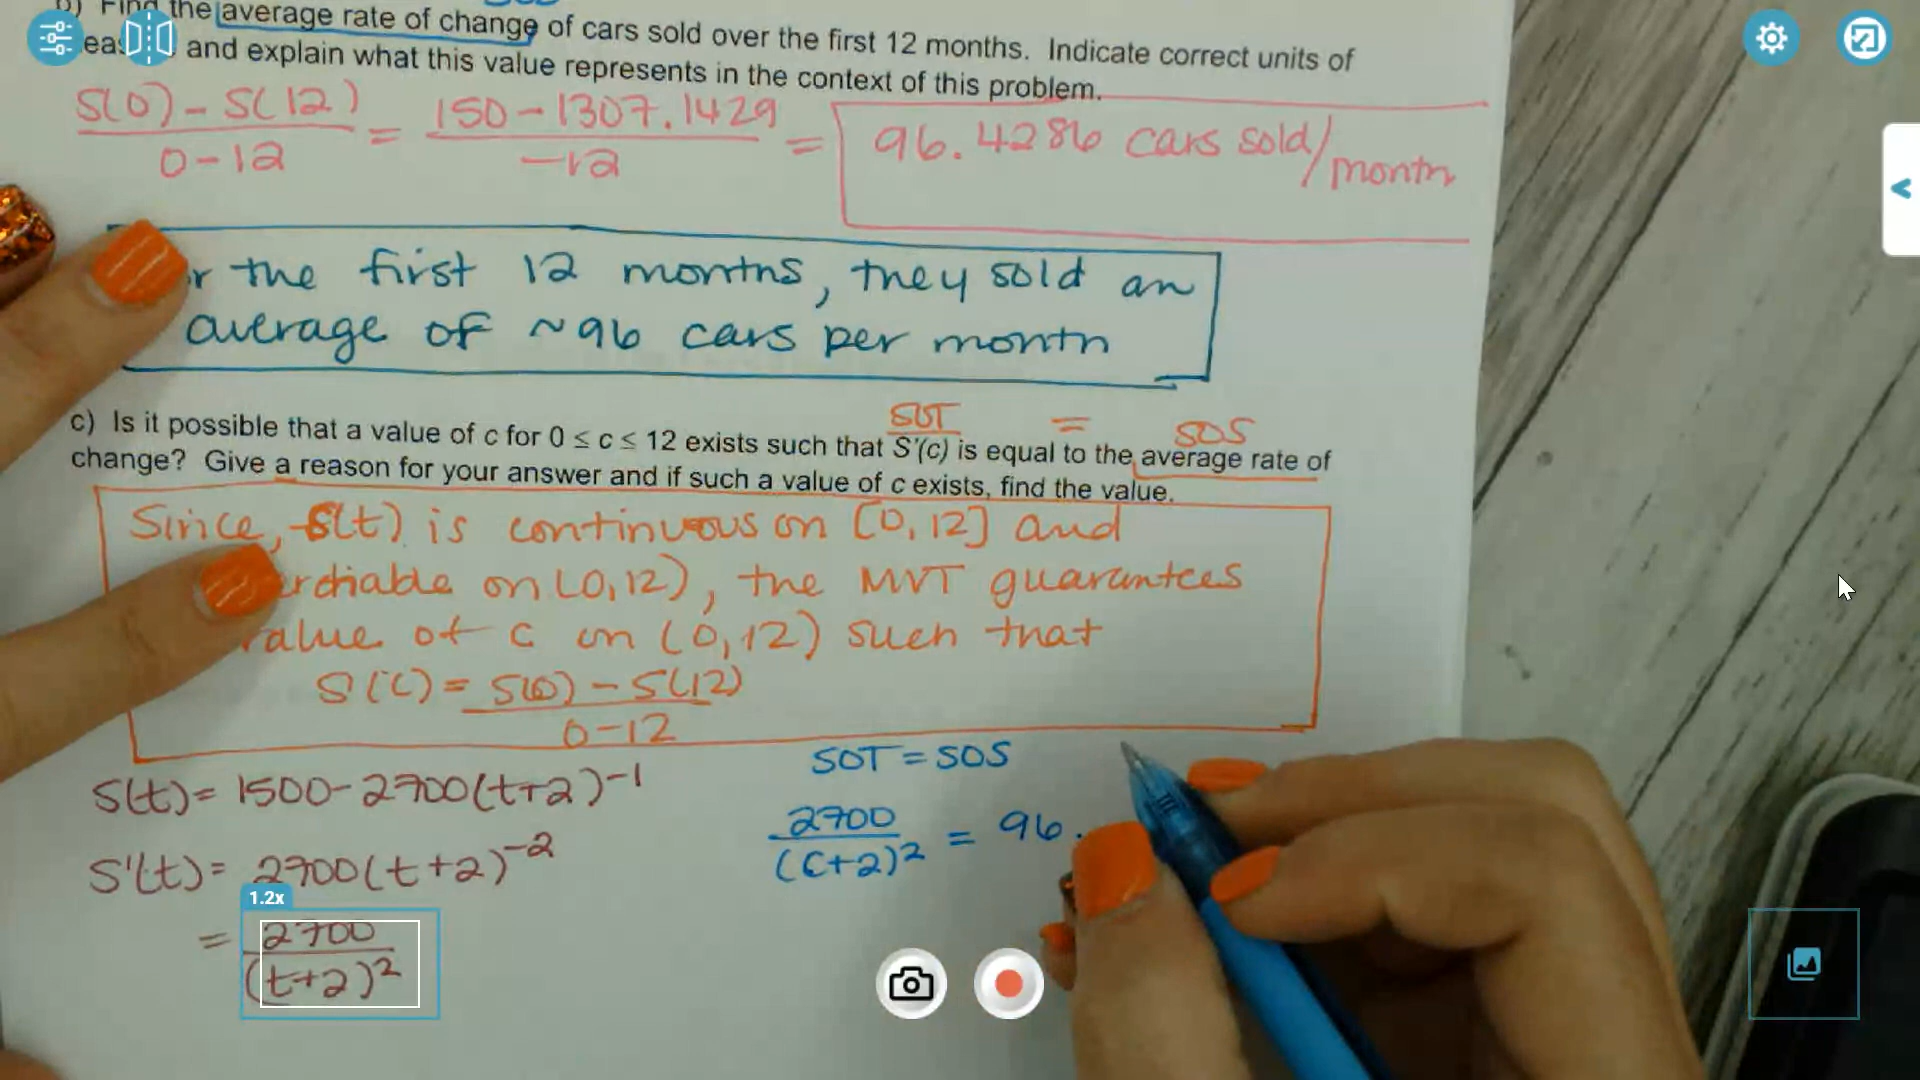 b) Find the average rate of change of cars sold over the first 12 months. Indicate correct units of
and explain what this value represents in the context of this problem.
S(0) - S(12) / 0 - 12 = 150 - 1307.1429 / -12 = 96.4286 cars sold/month
the first 12 months, they sold an
average of ~96 cars per month
SOT = SOS
c) Is it possible that a value of c for 0 ≤ c ≤ 12 exists such that S'(c) is equal to the average rate of
change? Give a reason for your answer and if such a value of c exists, find the value.
Since, S(t) is continuous on [0, 12] and
on (0,12), the MVT guarantees
value of c on (0,12) such that
S'(c) = S(0) - S(12) / 0 - 12
SOT = SOS
S(t) = 1500 - 2700(t+2)^-1
2700 / (c+2)² = 96.
S'(t) = 2700(t+2)^-2
1.2x
= 2700 / (t+2)²